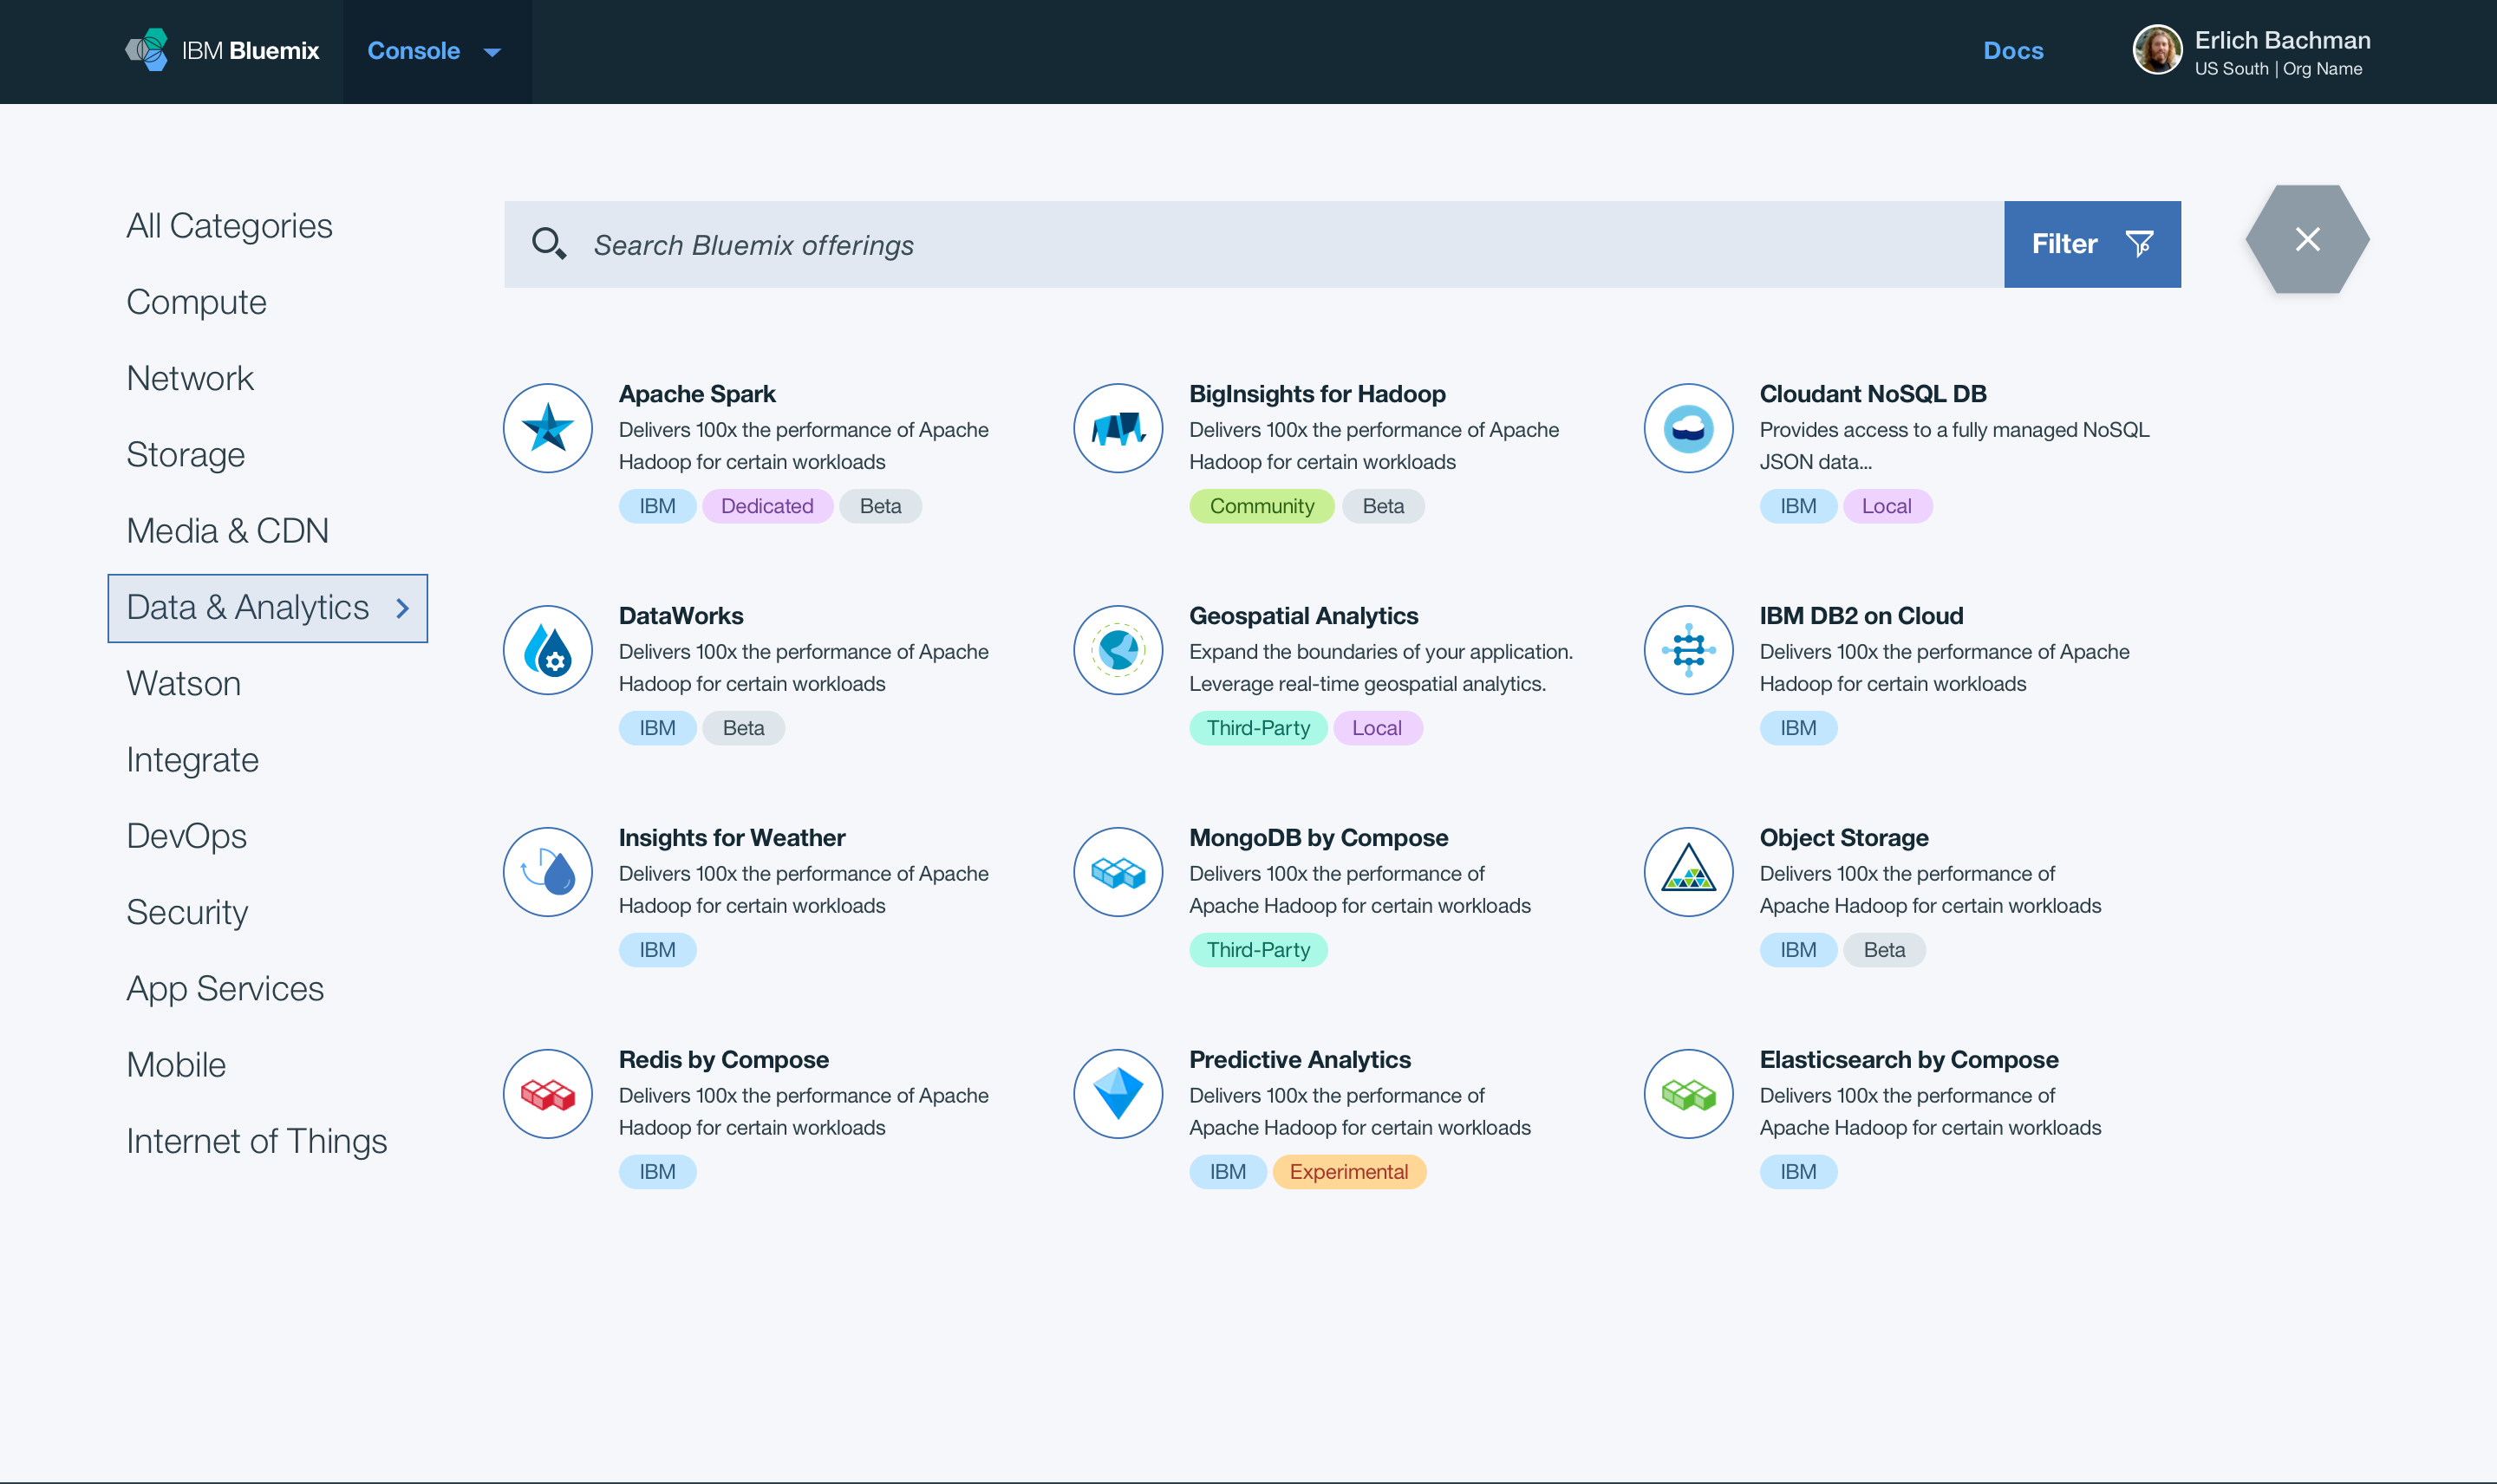 IBM Bluemix
Console
Docs
Erlich Bachman
US South | Org Name
All Categories
Compute
Network
Storage
Media & CDN
Data & Analytics
Watson
Integrate
DevOps
Security
App Services
Mobile
Internet of Things
Search Bluemix offerings
Filter
Apache Spark
Delivers 100x the performance of Apache
Hadoop for certain workloads
IBM Dedicated Beta
BigInsights for Hadoop
Delivers 100x the performance of Apache
Hadoop for certain workloads
Community Beta
Cloudant NoSQL DB
Provides access to a fully managed NoSQL
JSON data...
IBM Local
DataWorks
Delivers 100x the performance of Apache
Hadoop for certain workloads
IBM Beta
Geospatial Analytics
Expand the boundaries of your application.
Leverage real-time geospatial analytics.
Third-Party Local
IBM DB2 on Cloud
Delivers 100x the performance of Apache
Hadoop for certain workloads
IBM
Insights for Weather
Delivers 100x the performance of Apache
Hadoop for certain workloads
IBM
MongoDB by Compose
Delivers 100x the performance of
Apache Hadoop for certain workloads
Third-Party
Object Storage
Delivers 100x the performance of
Apache Hadoop for certain workloads
IBM Beta
Redis by Compose
Delivers 100x the performance of Apache
Hadoop for certain workloads
IBM
Predictive Analytics
Delivers 100x the performance of
Apache Hadoop for certain workloads
IBM Experimental
Elasticsearch by Compose
Delivers 100x the performance of
Apache Hadoop for certain workloads
IBM